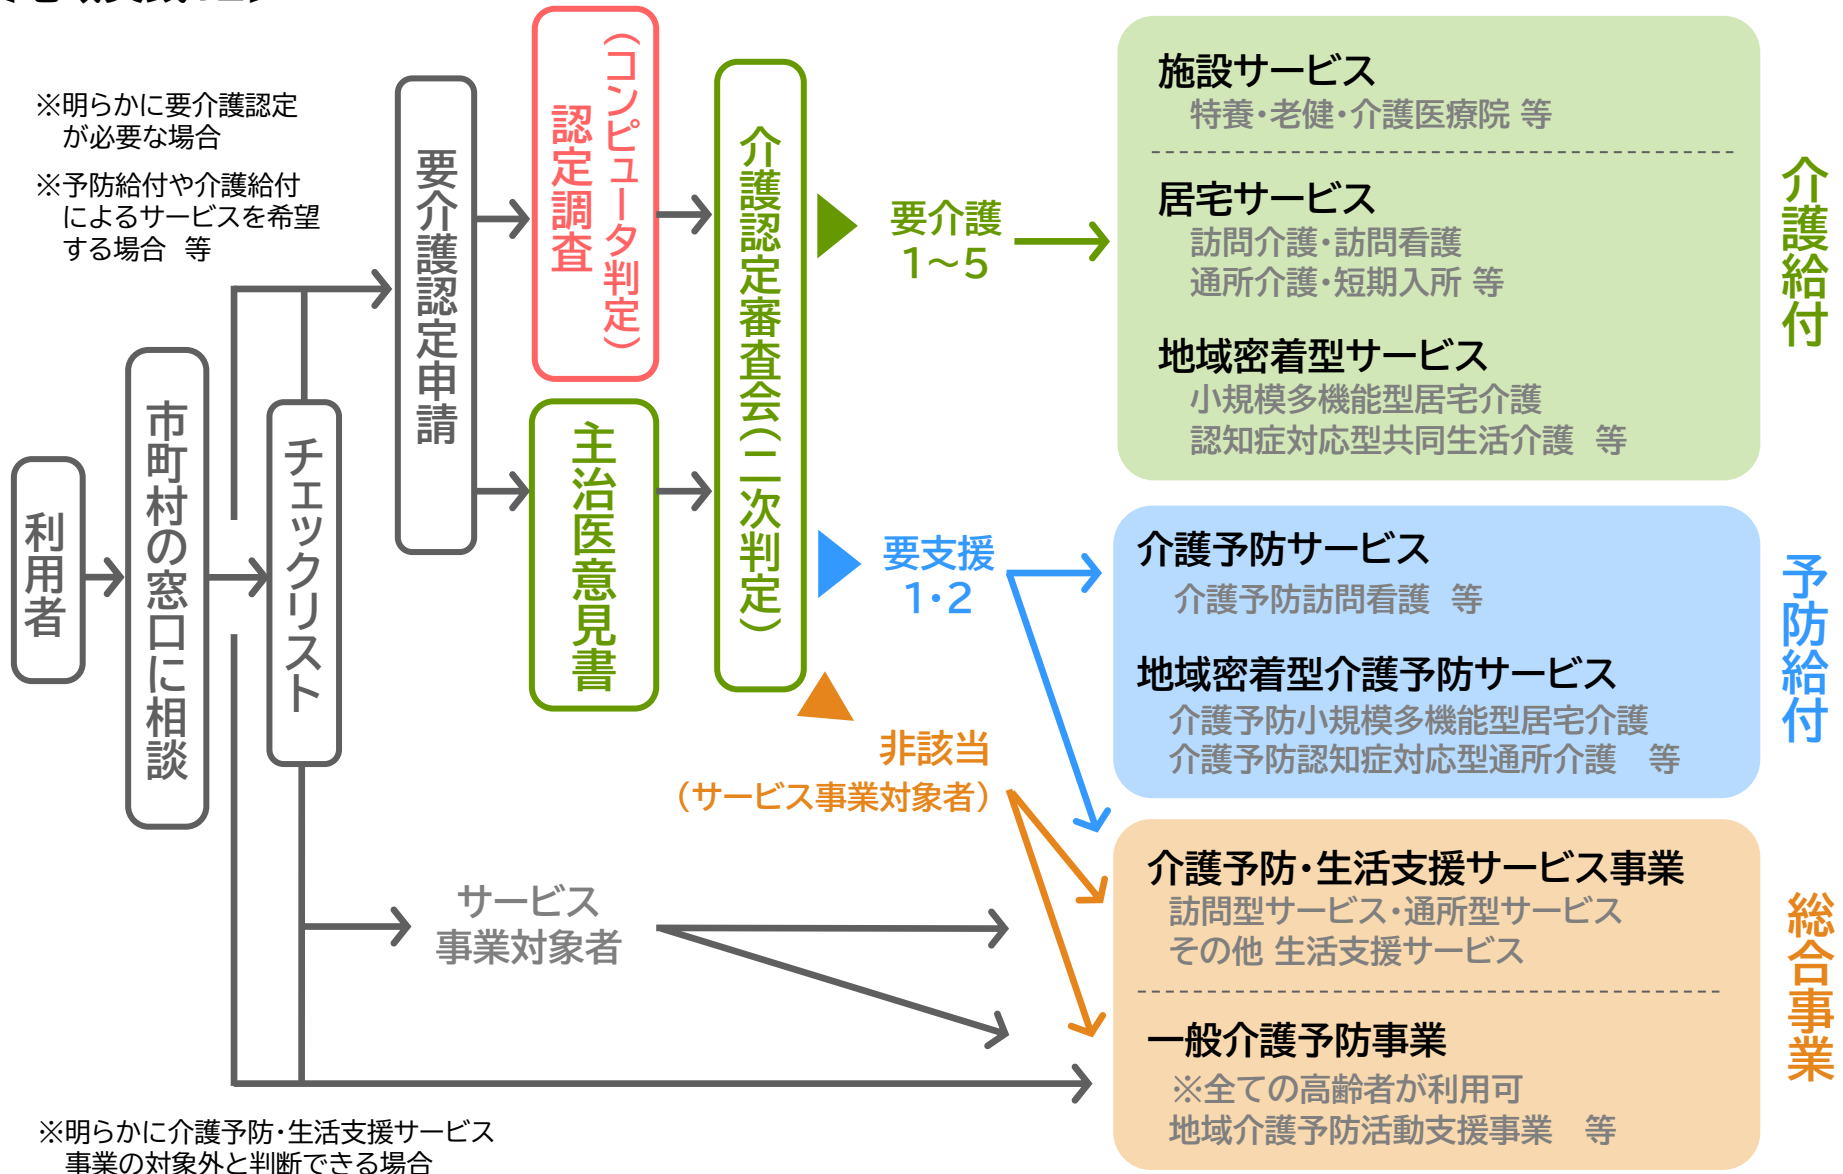 ※明らかに要介護認定
が必要な場合
※予防給付や介護給付
によるサービスを希望
する場合 等
利用者
市町村の窓口に相談
チェックリスト
要介護認定申請
認定調査
（コンピュータ判定）
主治医意見書
介護認定審査会（二次判定）
要介護
1～5
要支援
1・2
非該当
（サービス事業対象者）
サービス
事業対象者
※明らかに介護予防・生活支援サービス
事業の対象外と判断できる場合
施設サービス
特養・老健・介護医療院 等
居宅サービス
訪問介護・訪問看護
通所介護・短期入所 等
地域密着型サービス
小規模多機能型居宅介護
認知症対応型共同生活介護 等
介護給付
介護予防サービス
介護予防訪問看護 等
地域密着型介護予防サービス
介護予防小規模多機能型居宅介護
介護予防認知症対応型通所介護 等
予防給付
介護予防・生活支援サービス事業
訪問型サービス・通所型サービス
その他 生活支援サービス
一般介護予防事業
※全ての高齢者が利用可
地域介護予防活動支援事業 等
総合事業